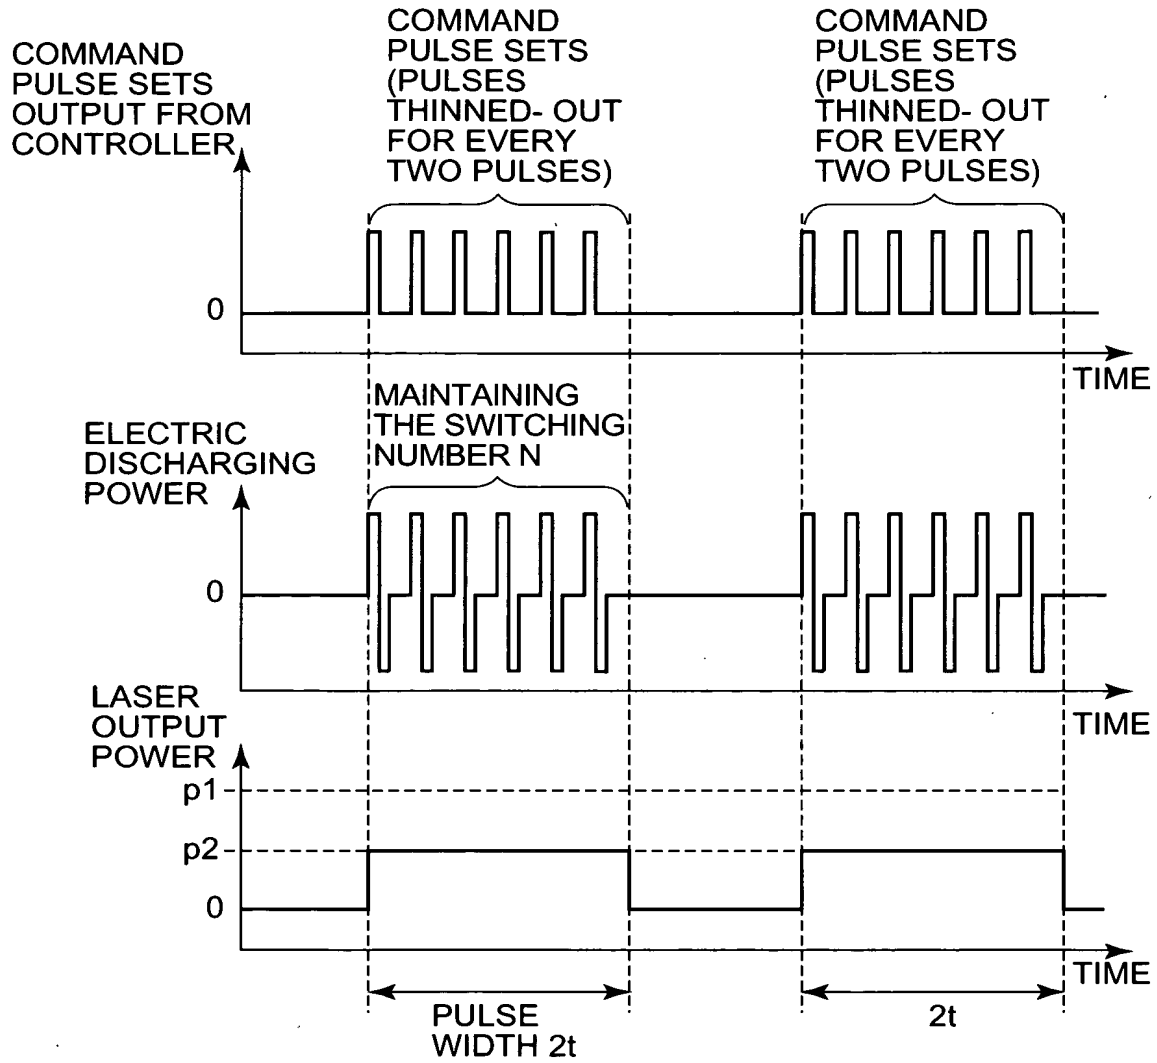 COMMAND
PULSE SETS
OUTPUT FROM
CONTROLLER
COMMAND
PULSE SETS
(PULSES
THINNED- OUT
FOR EVERY
TWO PULSES)
COMMAND
PULSE SETS
(PULSES
THINNED- OUT
FOR EVERY
TWO PULSES)
0
TIME
ELECTRIC
DISCHARGING
POWER
MAINTAINING
THE SWITCHING
NUMBER N
0
TIME
LASER
OUTPUT
POWER
p1
p2
0
TIME
PULSE
WIDTH 2t
2t